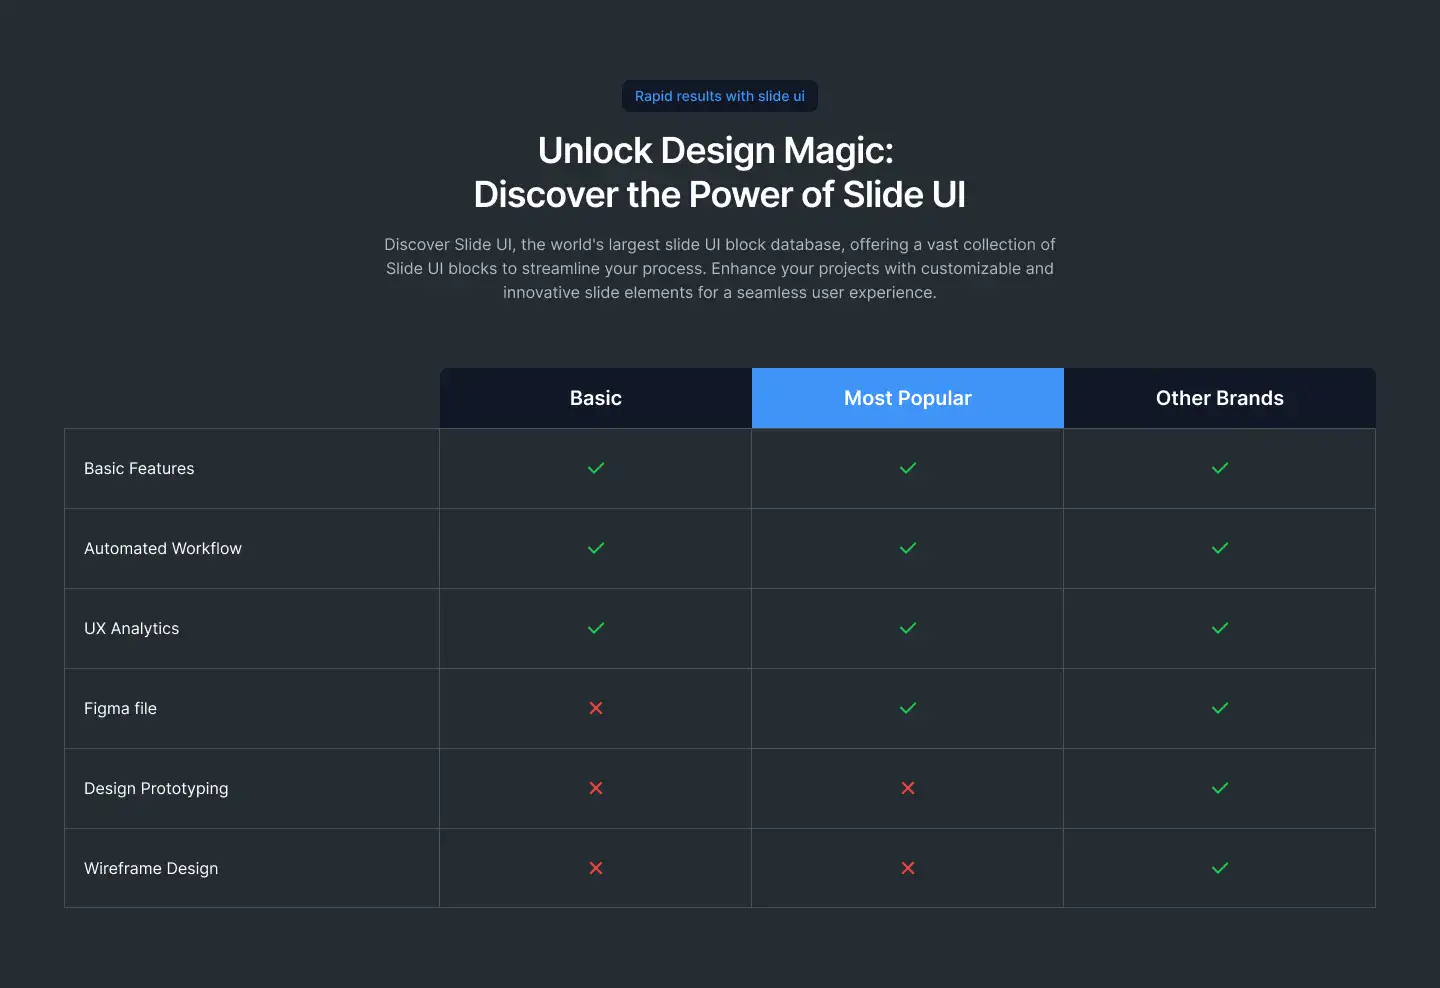 Rapid results with slide ui
Unlock Design Magic:
Discover the Power of Slide UI
Discover Slide UI, the world's largest slide UI block database, offering a vast collection of
Slide UI blocks to streamline your process. Enhance your projects with customizable and
innovative slide elements for a seamless user experience.
Basic Most Popular Other Brands
Basic Features
Automated Workflow
UX Analytics
Figma file
Design Prototyping
Wireframe Design